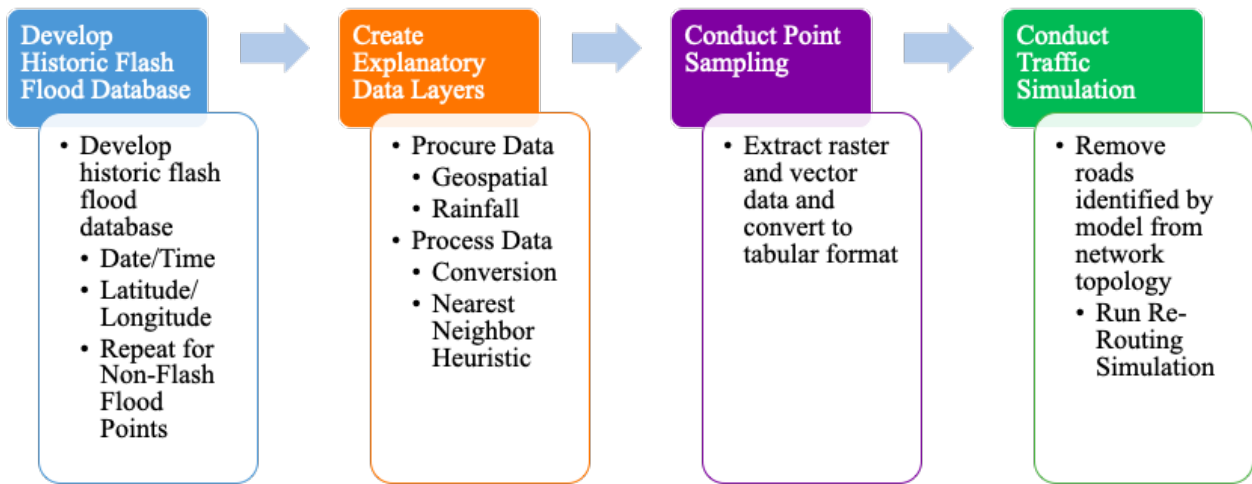 Develop
Historic Flash
Flood Database
• Develop
historic flash
flood
database
• Date/Time
• Latitude/
Longitude
• Repeat for
Non-Flash
Flood
Points
Create
Explanatory
Data Layers
• Procure Data
• Geospatial
• Rainfall
• Process Data
• Conversion
• Nearest
Neighbor
Heuristic
Conduct Point
Sampling
• Extract raster
and vector
data and
convert to
tabular format
Conduct
Traffic
Simulation
• Remove
roads
identified by
model from
network
topology
• Run Re-
Routing
Simulation